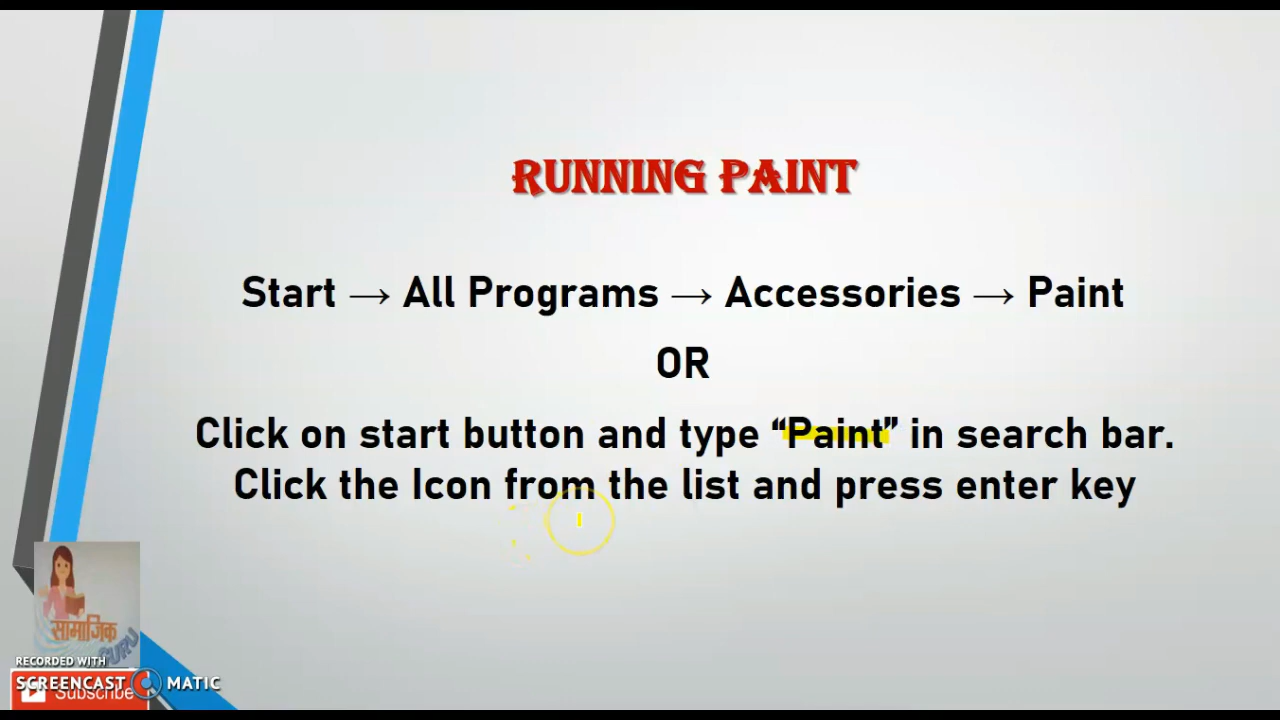 RUNNING PAINT
Start → All Programs → Accessories → Paint
OR
Click on start button and type “Paint” in search bar.
Click the Icon from the list and press enter key
सामाजिक
GURU
RECORDED WITH
SCREENCAST MATIC
Subscribe